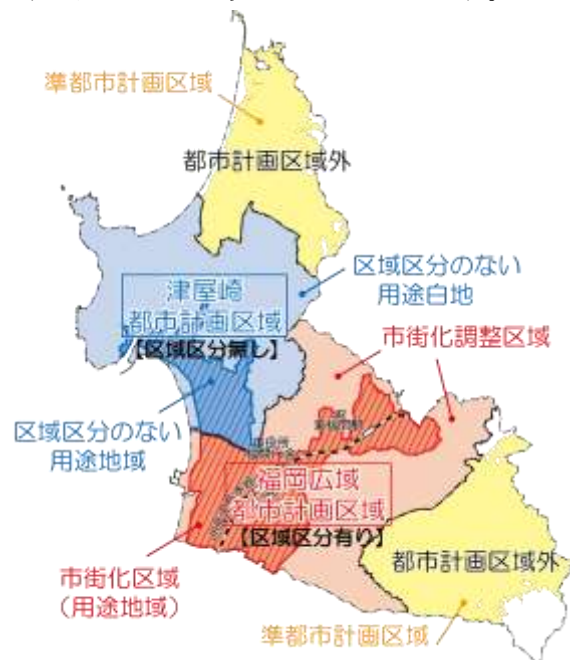 準都市計画区域
都市計画区域外
区域区分のない
用途白地
津屋崎
都市計画区域
【区域区分無し】
市街化調整区域
区域区分のない
用途地域
福岡広域
都市計画区域
【区域区分有り】
市街化区域
（用途地域）
都市計画区域外
準都市計画区域